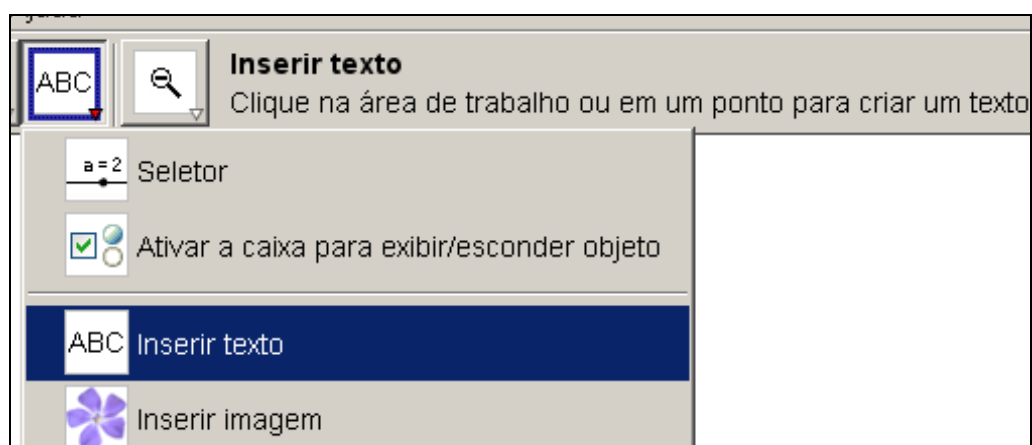 ABC
Inserir texto
Clique na área de trabalho ou em um ponto para criar um texto
a=2 Seletor
Ativar a caixa para exibir/esconder objeto
ABC Inserir texto
Inserir imagem